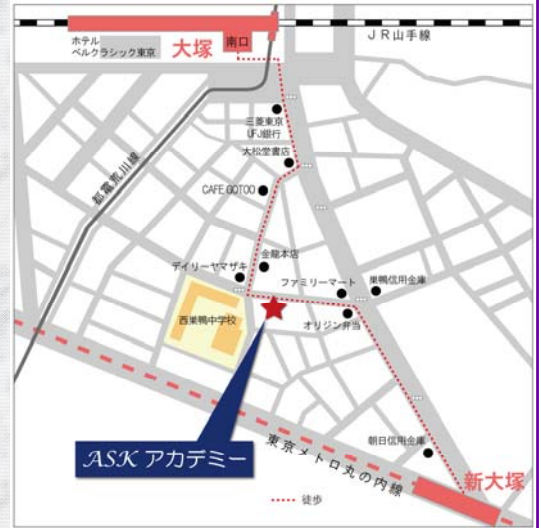 JR山手線
ホテル
ベルクラシック東京
大塚
南口
三菱東京
UFJ銀行
大松堂書店
都電荒川線
CAFE GOTOO
金龍本店
デイリーヤマザキ
ファミリーマート
巣鴨信用金庫
西巣鴨中学校
オリジン弁当
ASK アカデミー
東京メトロ丸の内線
朝日信用金庫
新大塚
徒歩